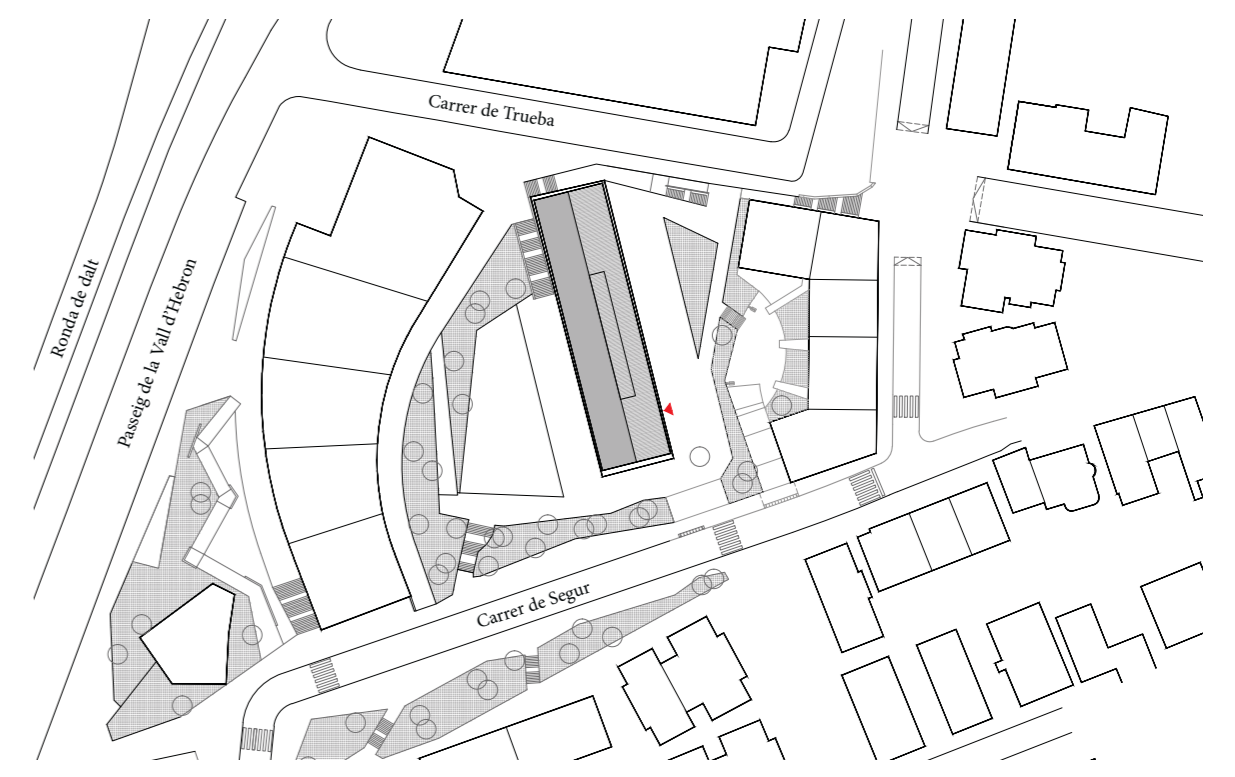 Carrer de Trueba
Ronda de dalt
Passeig de la Vall d'Hebron
Carrer de Segur